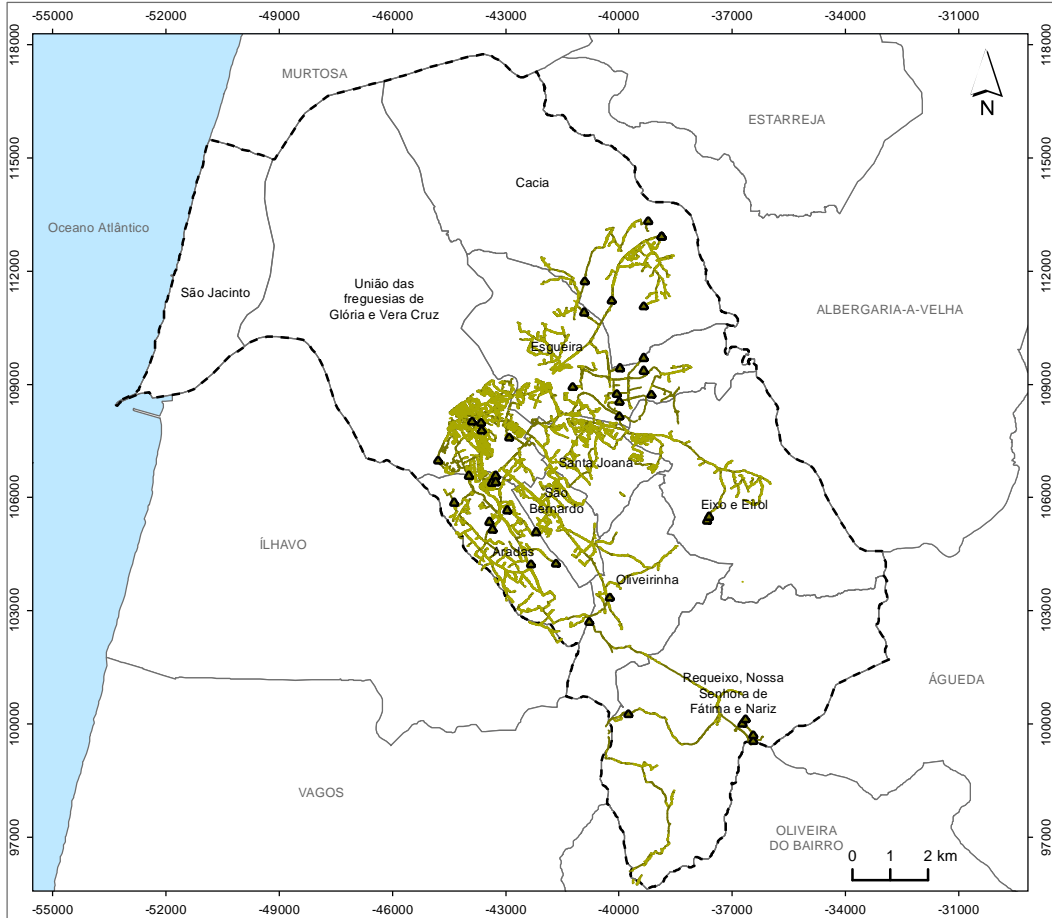 -55000
-52000
-49000
-46000
-43000
-40000
-37000
-34000
-31000
118000
118000
MURTOSA
N
ESTARREJA
115000
115000
Cacia
Oceano Atlântico
112000
112000
São Jacinto
União das
freguesias de
Glória e Vera Cruz
ALBERGARIA-A-VELHA
Esgueira
109000
109000
Santa Joana
106000
106000
São
Bernardo
Eixo e Eirol
ÍLHAVO
Aradas
Oliveirinha
103000
103000
Requeixo, Nossa
Senhora de
Fátima e Nariz
ÁGUEDA
100000
100000
VAGOS
OLIVEIRA
DO BAIRRO
97000
97000
0 1 2 km
-55000
-52000
-49000
-46000
-43000
-40000
-37000
-34000
-31000